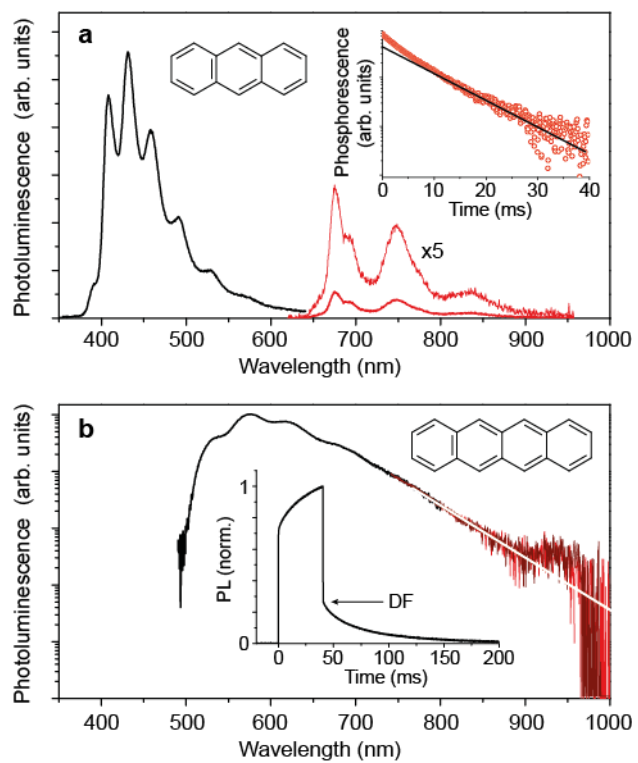 a
Photoluminescence (arb. units)
x5
400 500 600 700 800 900 1000
Wavelength (nm)
Phosphorescence
(arb. units)
0 10 20 30 40
Time (ms)
b
Photoluminescence (arb. units)
400 500 600 700 800 900 1000
Wavelength (nm)
PL (norm.)
1
0
DF
0 50 100 150 200
Time (ms)